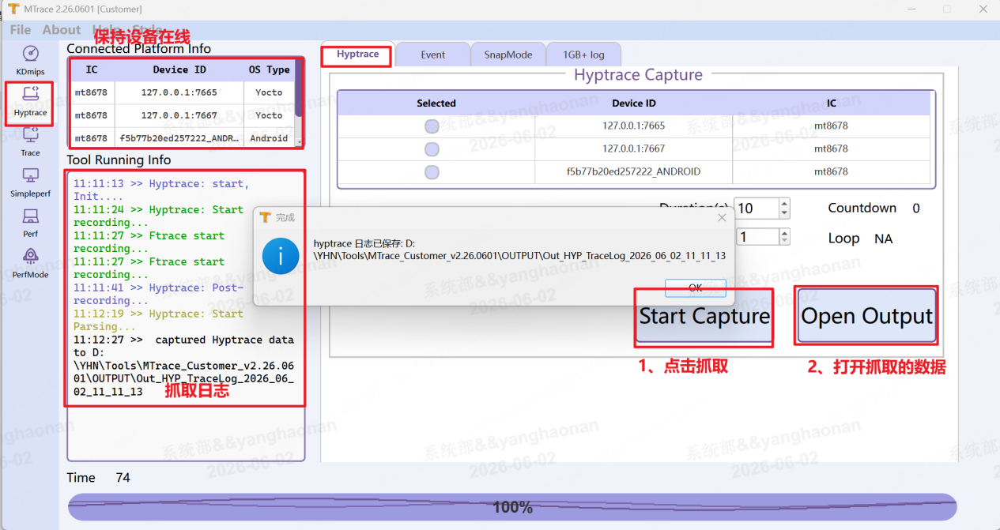 MTrace 2.26.0601 [Customer]
File About Help Style
保持设备在线
KDmips
Hyptrace
Trace
Simpleperf
Perf
PerfMode
Connected Platform Info
IC Device ID OS Type
mt8678 127.0.0.1:7665 Yocto
mt8678 127.0.0.1:7667 Yocto
mt8678 f5b77b20ed257222_ANDR… Android
Tool Running Info
11:11:13 >> Hyptrace: start,
Init....
11:11:24 >> Hyptrace: Start
recording...
11:11:27 >> Ftrace start
recording...
11:11:27 >> Ftrace start
recording...
11:11:41 >> Hyptrace: Post-
recording...
11:12:19 >> Hyptrace: Start
Parsing...
11:12:27 >>  captured Hyptrace data
to D:
\YHN\Tools\MTrace_Customer_v2.26.06
01\OUTPUT\Out_HYP_TraceLog_2026_06_
02_11_11_13
抓取日志
Hyptrace Event SnapMode 1GB+ log
Hyptrace Capture
Selected Device ID IC
127.0.0.1:7665 mt8678
127.0.0.1:7667 mt8678
f5b77b20ed257222_ANDROID mt8678
Duration(s) 10 Countdown 0
1 Loop NA
完成
hyptrace 日志已保存: D:
\YHN\Tools\MTrace_Customer_v2.26.0601\OUTPUT\Out_HYP_TraceLog_2026_06_02_11_11_13
OK
Start Capture Open Output
1、点击抓取 2、打开抓取的数据
Time 74
100%
系统部&&yanghaonan
2026-06-02